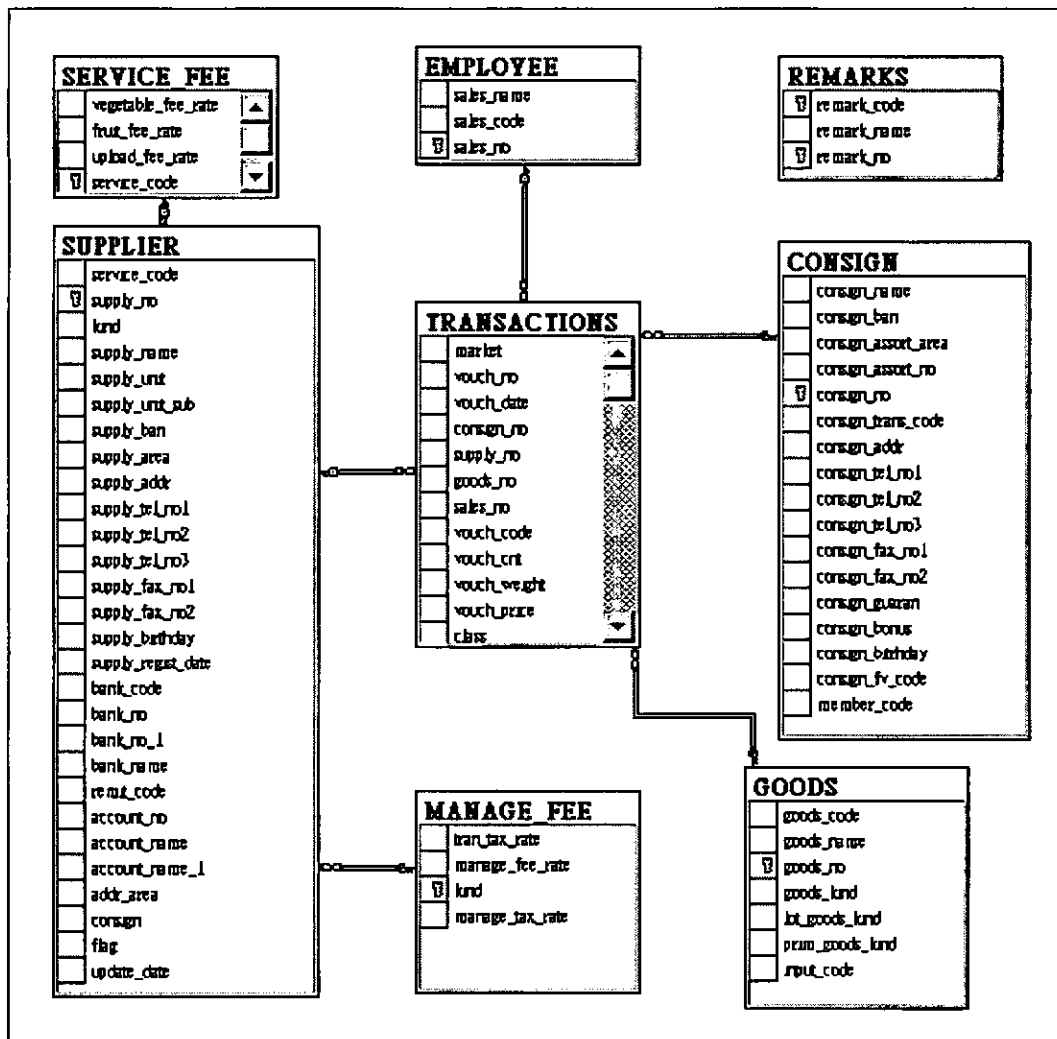 SERVICE_FEE
vegetable_fee_rate
fruit_fee_rate
upload_fee_rate
service_code
EMPLOYEE
sales_name
sales_code
sales_no
REMARKS
remark_code
remark_name
remark_no
SUPPLIER
service_code
supply_no
kind
supply_name
supply_unit
supply_unit_sub
supply_ban
supply_area
supply_addr
supply_tel_no1
supply_tel_no2
supply_tel_no3
supply_fax_no1
supply_fax_no2
supply_birthday
supply_regist_date
bank_code
bank_no
bank_no_1
bank_name
remit_code
account_no
account_name
account_name_1
addr_area
consign
flag
update_date
TRANSACTIONS
market
vouch_no
vouch_date
consign_no
supply_no
goods_no
sales_no
vouch_code
vouch_cnt
vouch_weight
vouch_price
class
CONSIGN
consign_name
consign_ban
consign_assort_area
consign_assort_no
consign_no
consign_trans_code
consign_addr
consign_tel_no1
consign_tel_no2
consign_tel_no3
consign_fax_no1
consign_fax_no2
consign_guaran
consign_bonus
consign_birthday
consign_fv_code
member_code
MANAGE_FEE
tran_tax_rate
manage_fee_rate
kind
manage_tax_rate
GOODS
goods_code
goods_name
goods_no
goods_kind
lot_goods_kind
prim_goods_kind
input_code